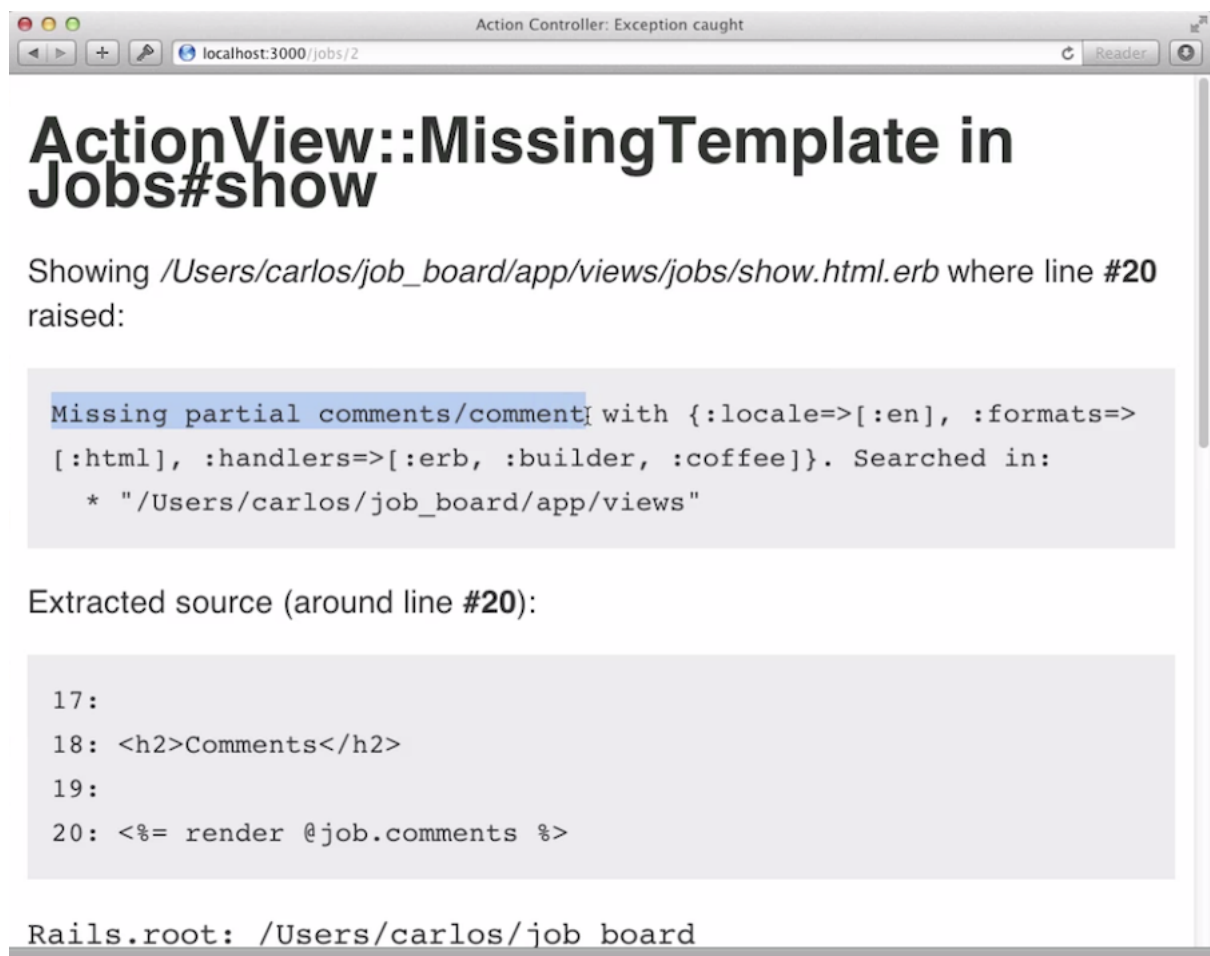 Action Controller: Exception caught
localhost:3000/jobs/2
Reader
ActionView::MissingTemplate in
Jobs#show
Showing /Users/carlos/job_board/app/views/jobs/show.html.erb where line #20
raised:
Missing partial comments/comment with {:locale=>[:en], :formats=>
[:html], :handlers=>[:erb, :builder, :coffee]}. Searched in:
* "/Users/carlos/job_board/app/views"
Extracted source (around line #20):
17:
18: <h2>Comments</h2>
19:
20: <%= render @job.comments %>
Rails.root: /Users/carlos/job_board